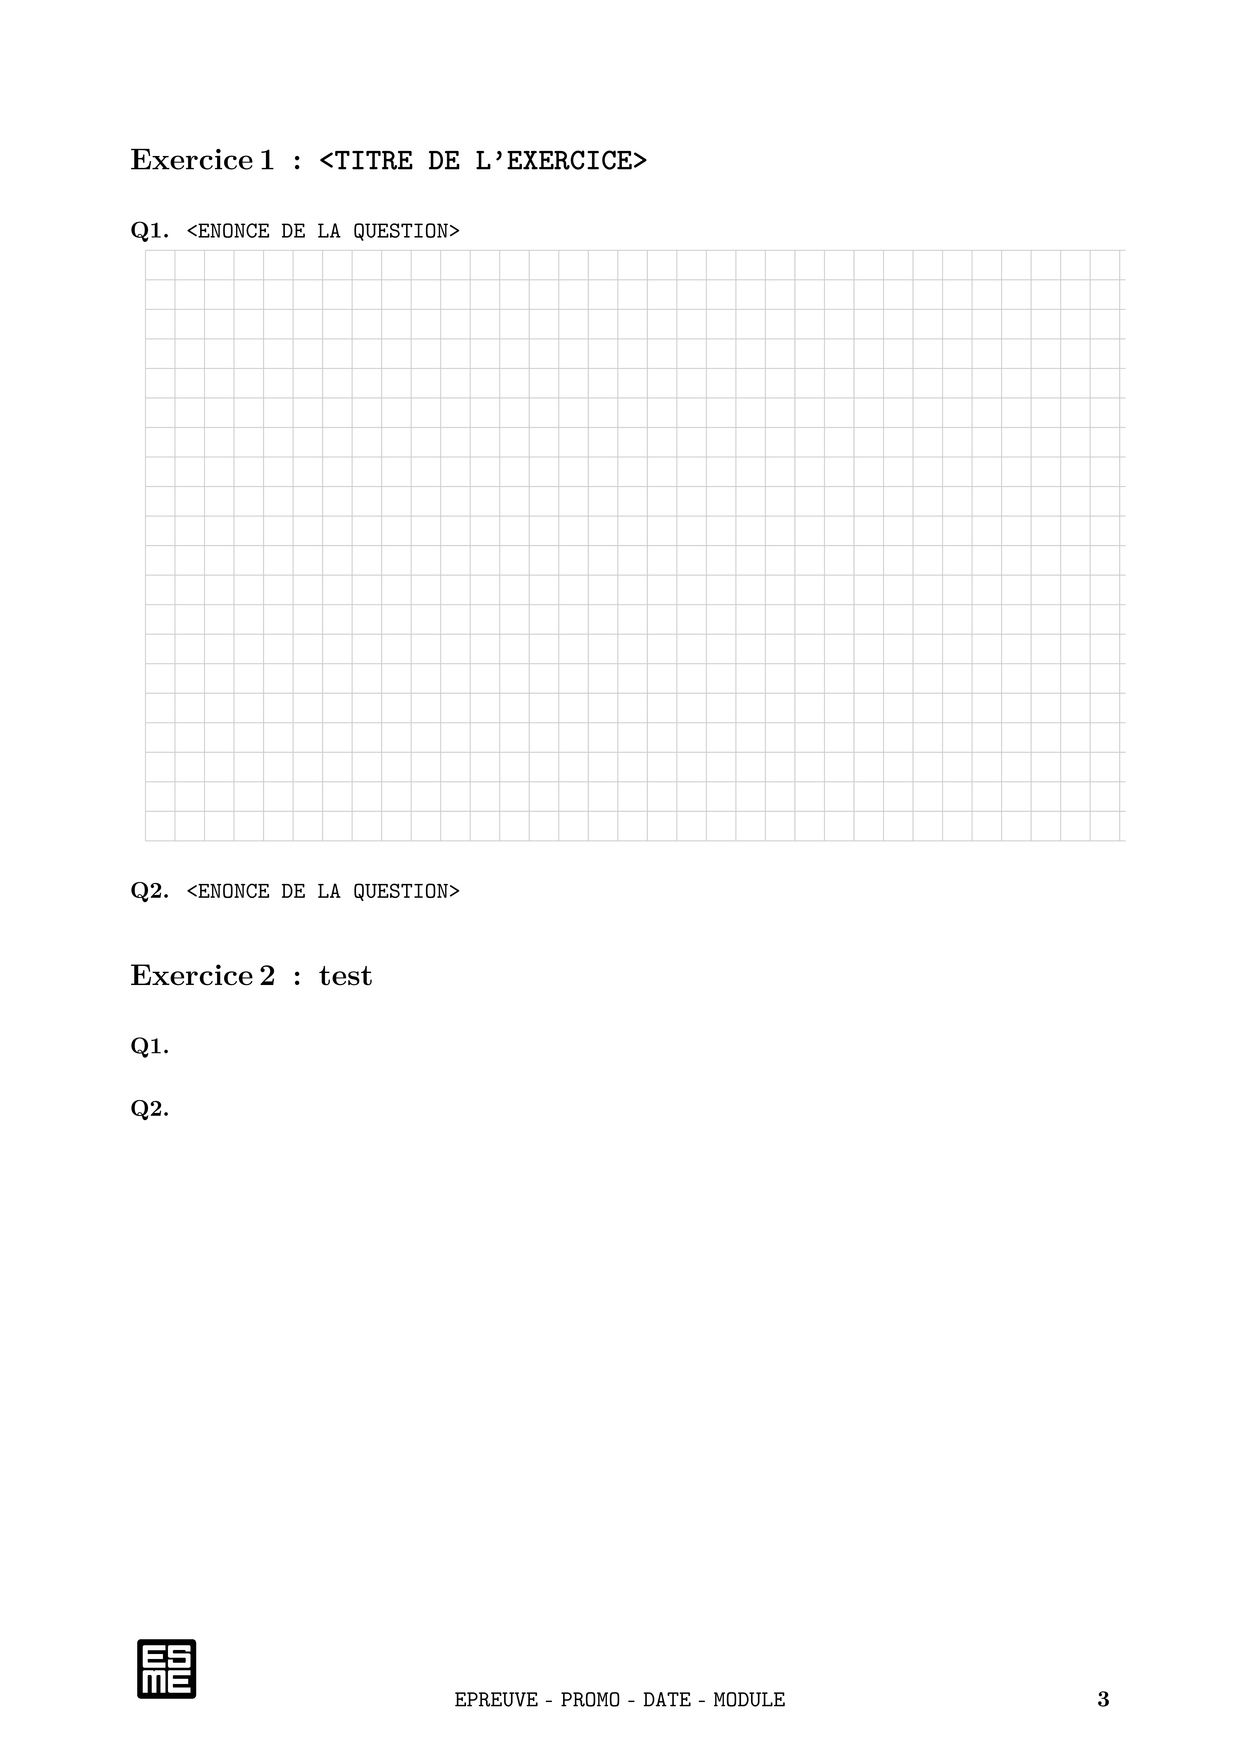 Exercice 1 : <TITRE DE L'EXERCICE>
Q1. <ENONCE DE LA QUESTION>
Q2. <ENONCE DE LA QUESTION>
Exercice 2 : test
Q1.
Q2.
ES
ME
EPREUVE - PROMO - DATE - MODULE 3